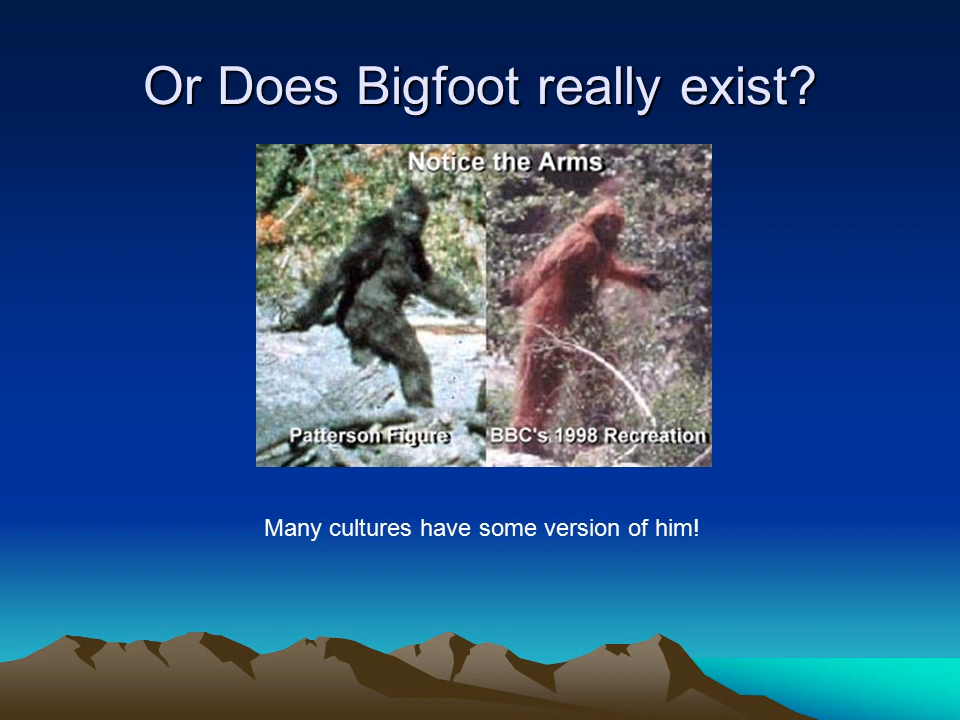 Or Does Bigfoot really exist?
Notice the Arms
Patterson Figure
BBC's 1998 Recreation
Many cultures have some version of him!